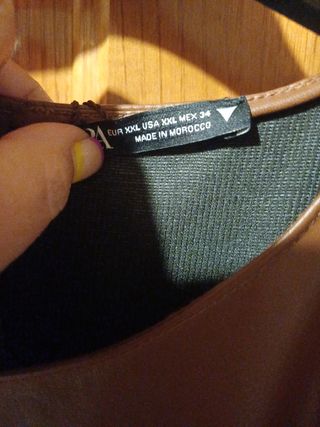 EUR XXL USA XXL MEX 34
MADE IN MOROCCO